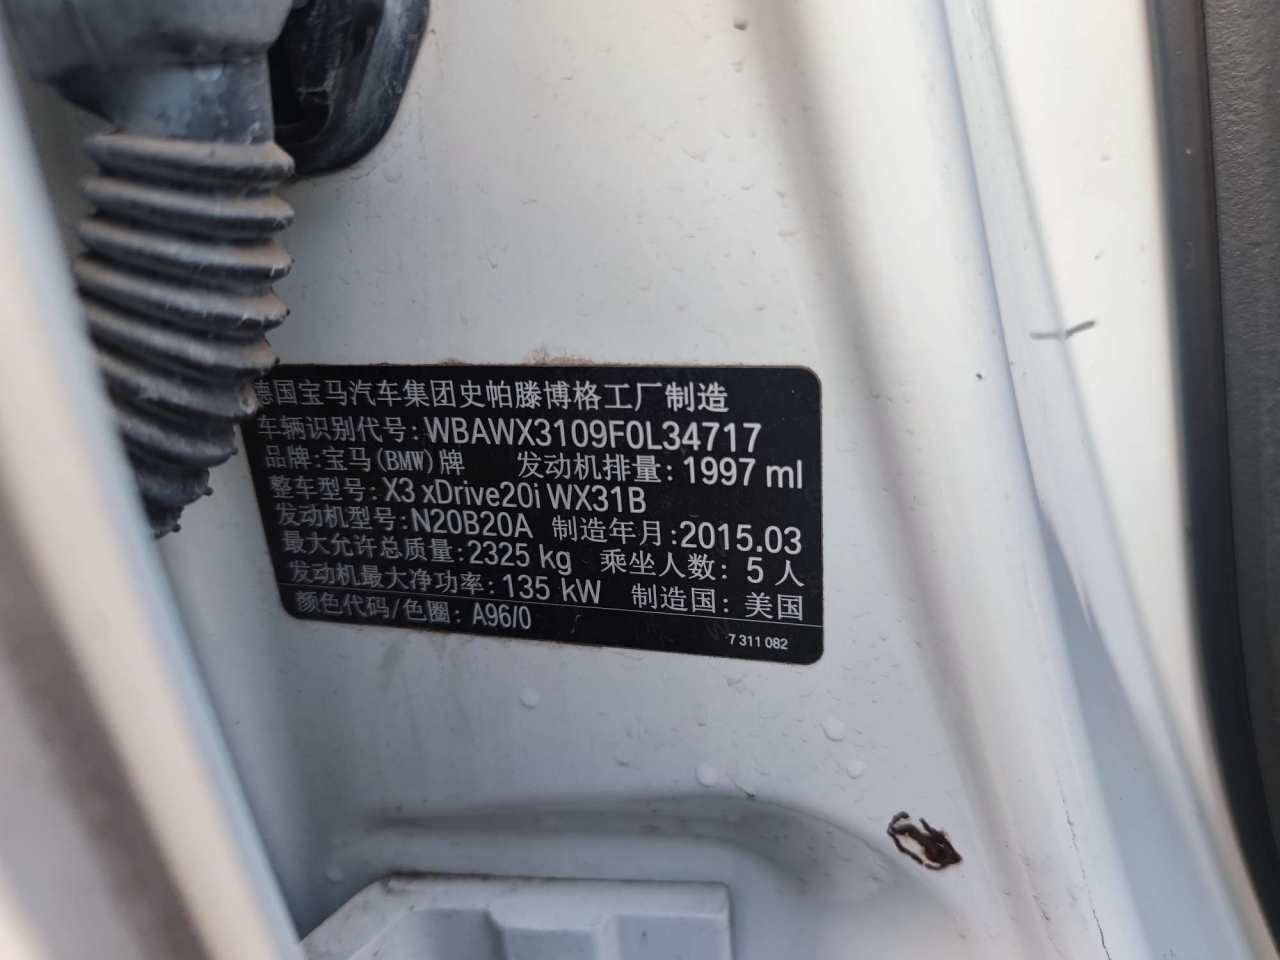 德国宝马汽车集团史帕滕博格工厂制造
车辆识别代号: WBAWX3109F0L34717
品牌: 宝马(BMW)牌 发动机排量: 1997 ml
整车型号: X3 xDrive20i WX31B
发动机型号: N20B20A 制造年月: 2015.03
最大允许总质量: 2325 kg 乘坐人数: 5 人
发动机最大净功率: 135 kW 制造国: 美国
颜色代码/色圈: A96/0
7 311 082